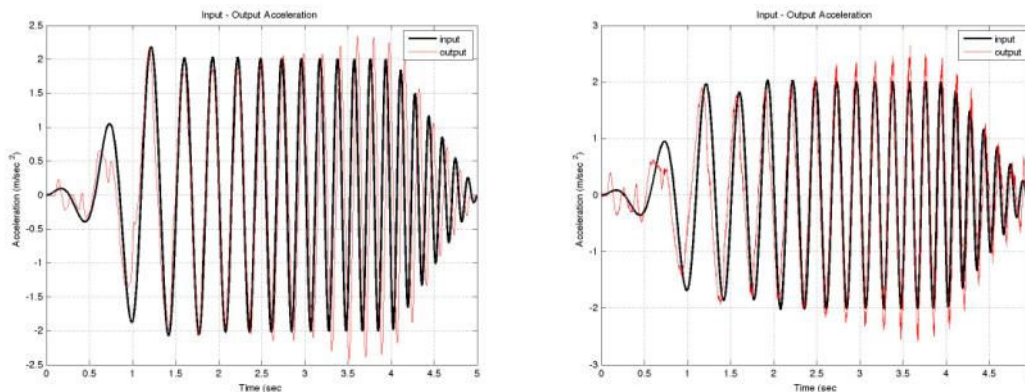 Input - Output Acceleration
input
output
2.5
2
1.5
1
0.5
0
-0.5
-1
-1.5
-2
-2.5
Acceleration (m/sec 2)
0 0.5 1 1.5 2 2.5 3 3.5 4 4.5 5
Time (sec
Input - Output Acceleration
input
output
3
2
1
0
-1
-2
-3
Acceleration (m/sec 2)
0 0.5 1 1.5 2 2.5 3 3.5 4 4.5
Time (sec